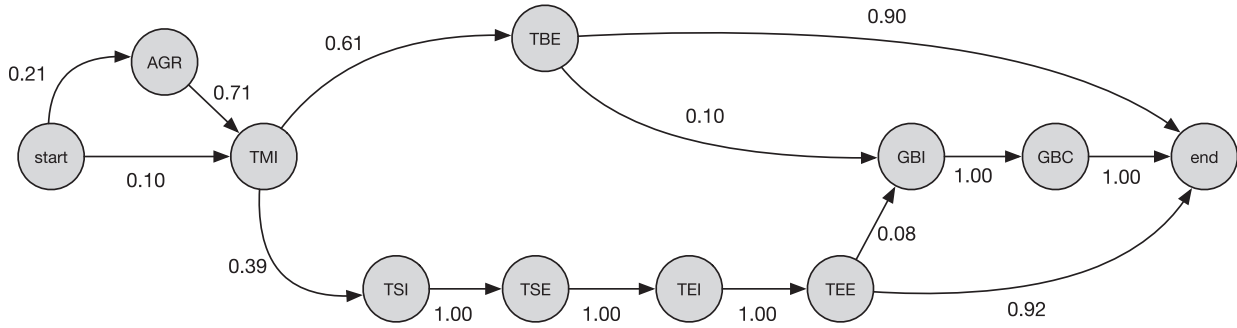 0.90
TBE
0.61
AGR
0.21
0.71
0.10
start
TMI
GBI
GBC
end
0.10
1.00
1.00
0.08
0.39
TSI
TSE
TEI
TEE
1.00
1.00
1.00
0.92